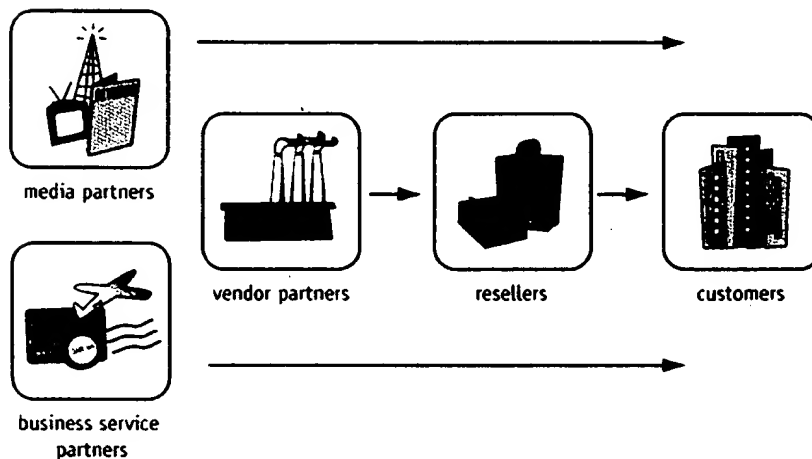 media partners
vendor partners
resellers
customers
business service
partners